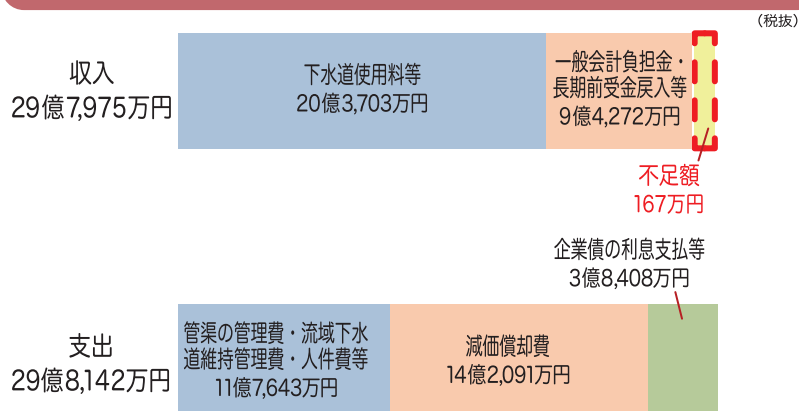 （税抜）
収入
29億7,975万円
下水道使用料等
20億3,703万円
一般会計負担金・
長期前受金戻入等
9億4,272万円
不足額
167万円
企業債の利息支払等
3億8,408万円
支出
29億8,142万円
管渠の管理費・流域下水
道維持管理費・人件費等
11億7,643万円
減価償却費
14億2,091万円